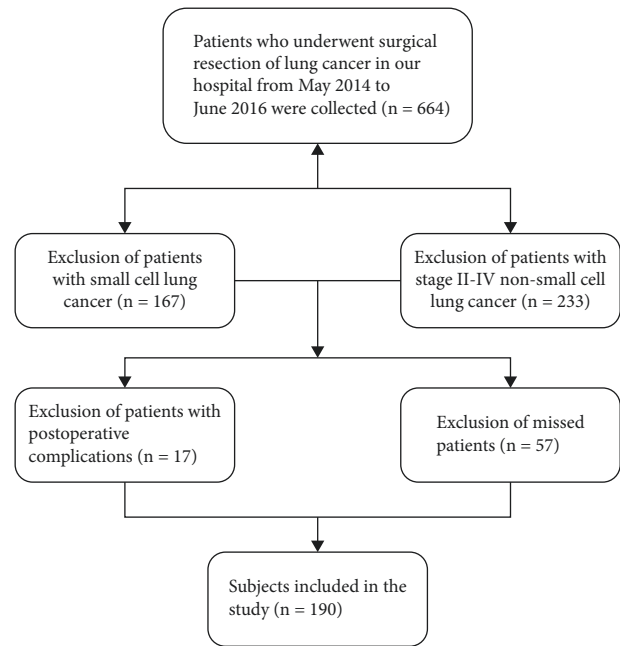 Patients who underwent surgical
resection of lung cancer in our
hospital from May 2014 to
June 2016 were collected (n = 664)
Exclusion of patients
with small cell lung
cancer (n = 167)
Exclusion of patients with
stage II-IV non-small cell
lung cancer (n = 233)
Exclusion of patients with
postoperative
complications (n = 17)
Exclusion of missed
patients (n = 57)
Subjects included in the
study (n = 190)